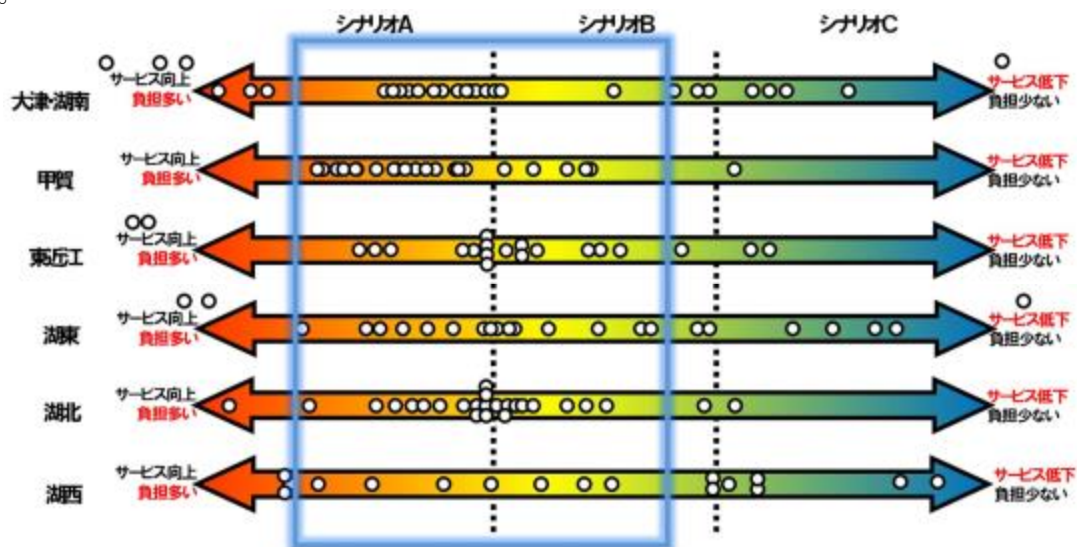 シナリオA シナリオB シナリオC
サービス向上 サービス低下
大津・湖南 負担多い 負担少ない
サービス向上 サービス低下
甲賀 負担多い 負担少ない
サービス向上 サービス低下
東近江 負担多い 負担少ない
サービス向上 サービス低下
湖東 負担多い 負担少ない
サービス向上 サービス低下
湖北 負担多い 負担少ない
サービス向上 サービス低下
湖西 負担多い 負担少ない